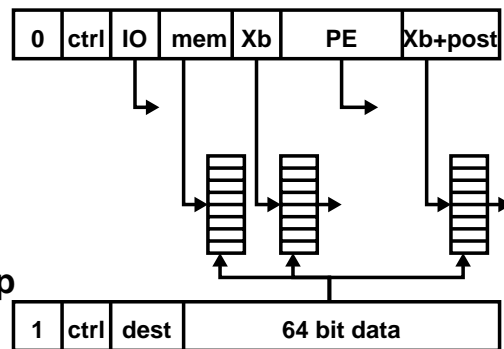 0 ctrl IO mem Xb PE Xb+post
p
1 ctrl dest 64 bit data